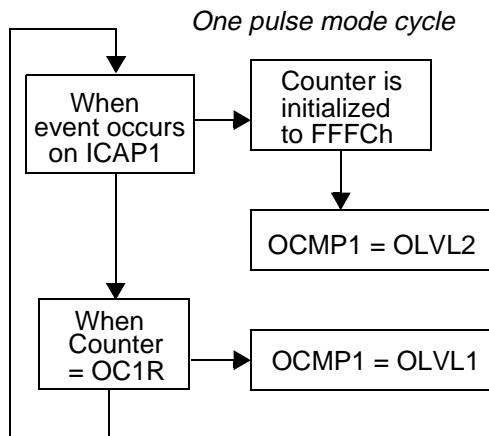 One pulse mode cycle
When
event occurs
on ICAP1
Counter is
initialized
to FFFCh
OCMP1 = OLVL2
When
Counter
= OC1R
OCMP1 = OLVL1